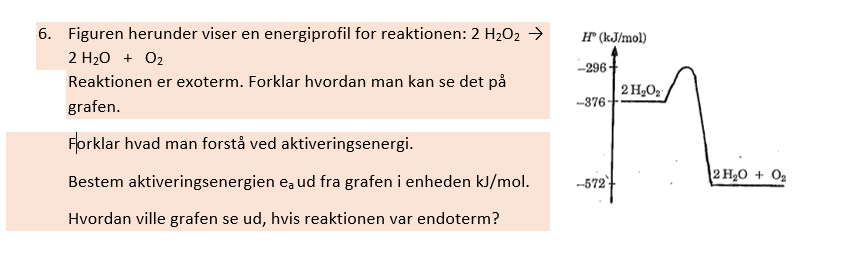 6. Figuren herunder viser en energiprofil for reaktionen: 2 H₂O₂ →
2 H₂O + O₂
Reaktionen er exoterm. Forklar hvordan man kan se det på
grafen.
Forklar hvad man forstå ved aktiveringsenergi.
Bestem aktiveringsenergien eₐ ud fra grafen i enheden kJ/mol.
Hvordan ville grafen se ud, hvis reaktionen var endoterm?
H° (kJ/mol)
-296
2 H₂O₂
-376
2 H₂O + O₂
-572